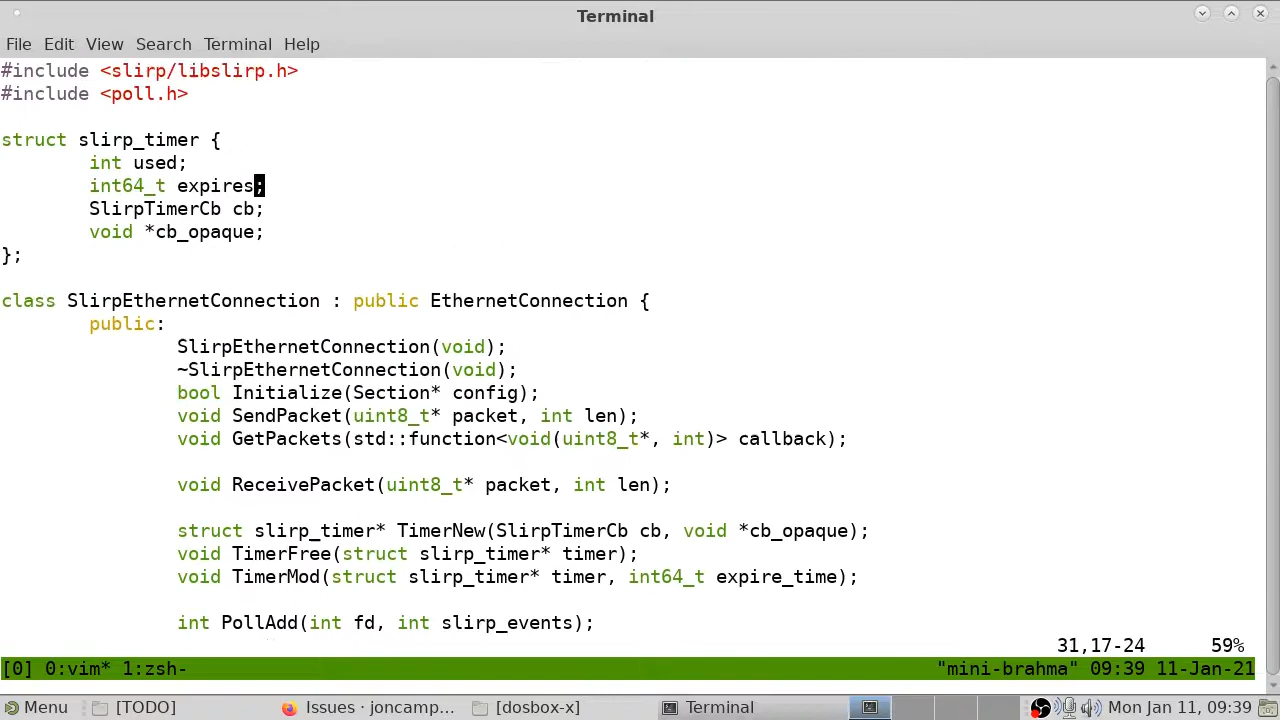 Terminal
File Edit View Search Terminal Help
#include <slirp/libslirp.h>
#include <poll.h>
struct slirp_timer {
        int used;
        int64_t expires;
        SlirpTimerCb cb;
        void *cb_opaque;
};
class SlirpEthernetConnection : public EthernetConnection {
        public:
                SlirpEthernetConnection(void);
                ~SlirpEthernetConnection(void);
                bool Initialize(Section* config);
                void SendPacket(uint8_t* packet, int len);
                void GetPackets(std::function<void(uint8_t*, int)> callback);
                void ReceivePacket(uint8_t* packet, int len);
                struct slirp_timer* TimerNew(SlirpTimerCb cb, void *cb_opaque);
                void TimerFree(struct slirp_timer* timer);
                void TimerMod(struct slirp_timer* timer, int64_t expire_time);
                int PollAdd(int fd, int slirp_events);
31,17-24 59%
[0] 0:vim* 1:zsh- "mini-brahma" 09:39 11-Jan-21
Menu [TODO] Issues · joncamp... [dosbox-x] Terminal Mon Jan 11, 09:39